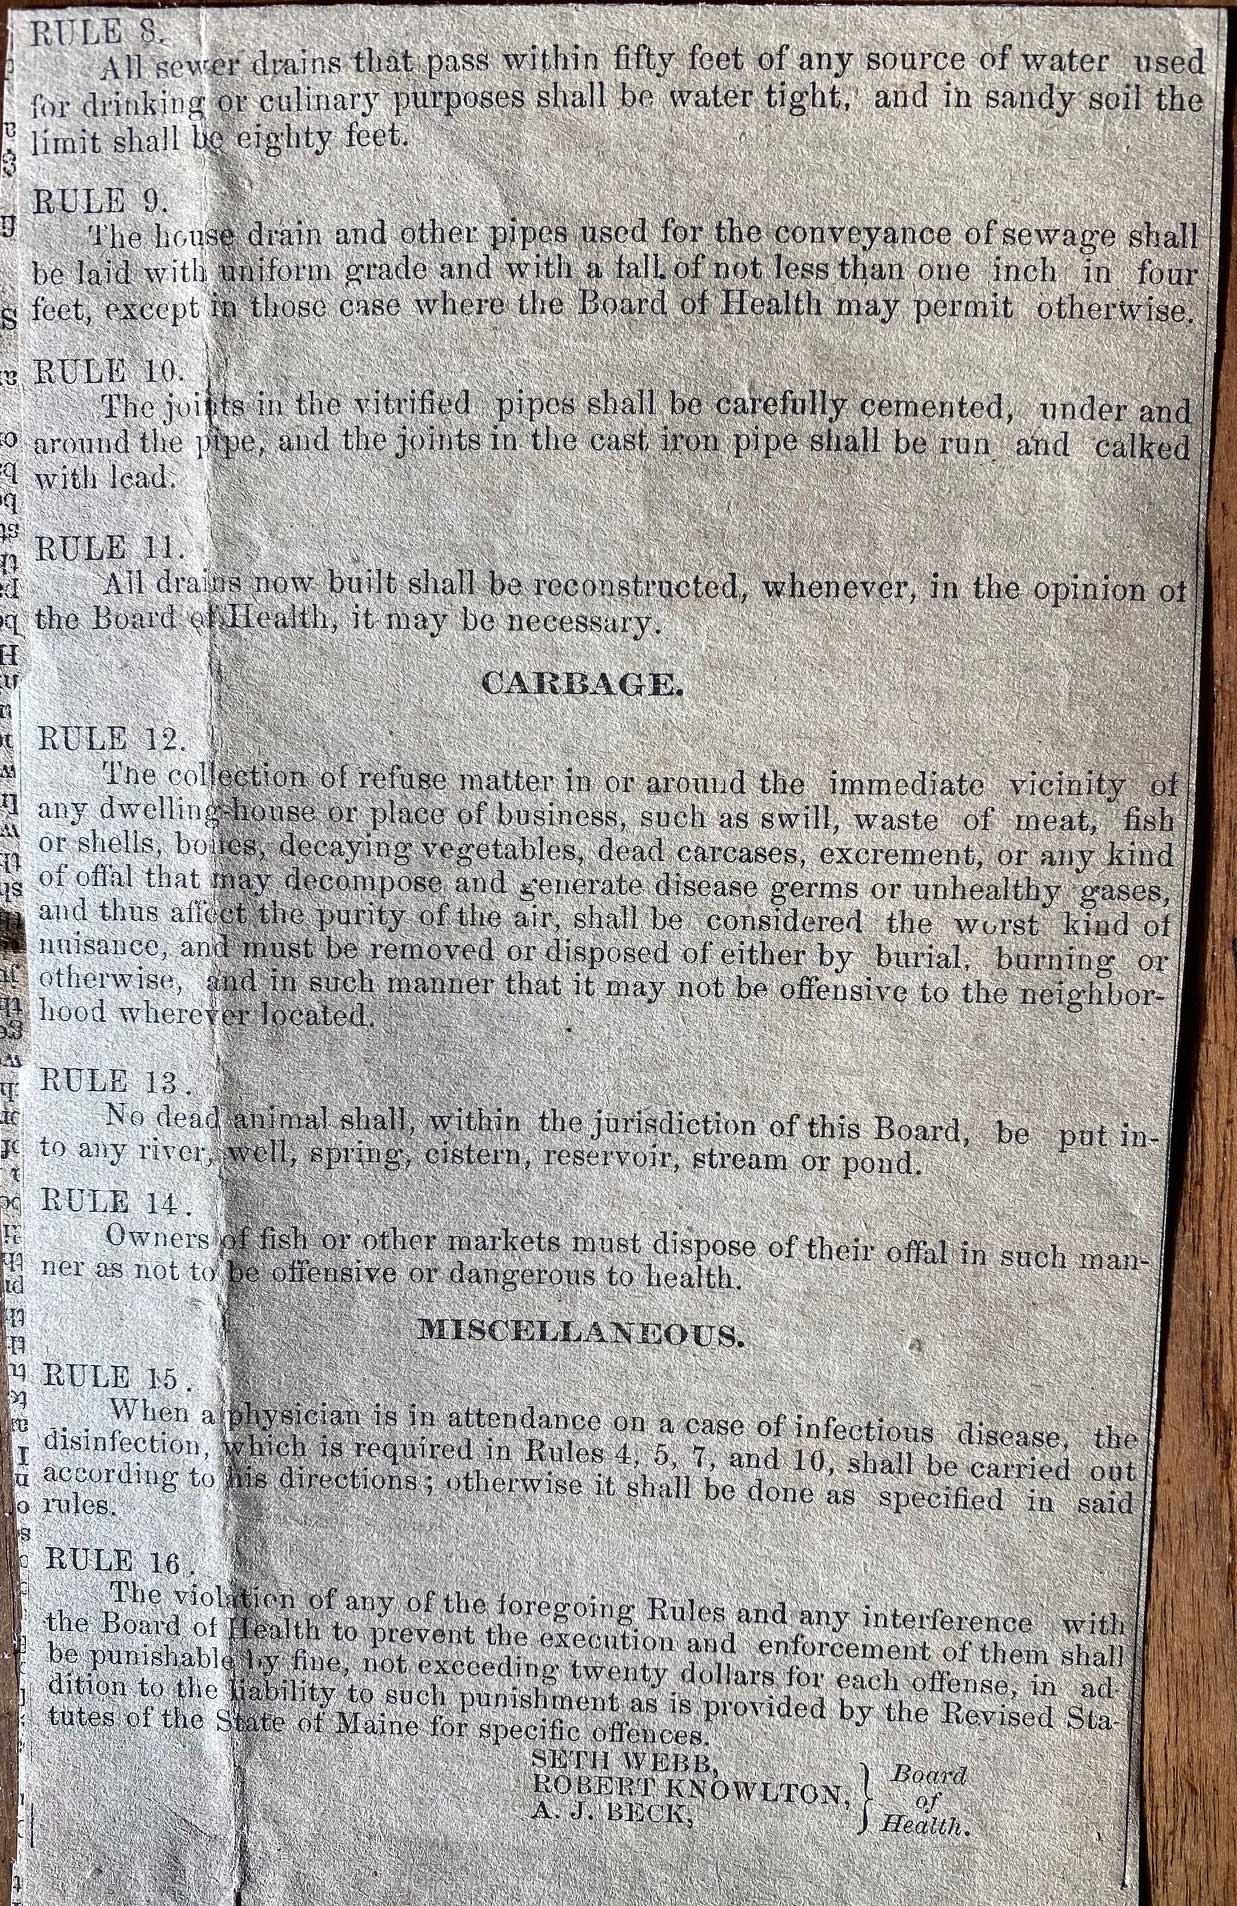 RULE 8.
All sewer drains that pass within fifty feet of any source of water used
for drinking or culinary purposes shall be water tight, and in sandy soil the
limit shall be eighty feet.
RULE 9.
The house drain and other pipes used for the conveyance of sewage shall
be laid with uniform grade and with a fall of not less than one inch in four
feet, except in those case where the Board of Health may permit otherwise.
RULE 10.
The joints in the vitrified pipes shall be carefully cemented, under and
around the pipe, and the joints in the cast iron pipe shall be run and calked
with lead.
RULE 11.
All drains now built shall be reconstructed, whenever, in the opinion of
the Board of Health, it may be necessary.
CARBAGE.
RULE 12.
The collection of refuse matter in or around the immediate vicinity of
any dwelling-house or place of business, such as swill, waste of meat, fish
or shells, bones, decaying vegetables, dead carcases, excrement, or any kind
of offal that may decompose and generate disease germs or unhealthy gases,
and thus affect the purity of the air, shall be considered the worst kind of
nuisance, and must be removed or disposed of either by burial, burning or
otherwise, and in such manner that it may not be offensive to the neighbor-
hood wherever located.
RULE 13.
No dead animal shall, within the jurisdiction of this Board, be put in-
to any river, well, spring, cistern, reservoir, stream or pond.
RULE 14.
Owners of fish or other markets must dispose of their offal in such man-
ner as not to be offensive or dangerous to health.
MISCELLANEOUS.
RULE 15.
When a physician is in attendance on a case of infectious disease, the
disinfection, which is required in Rules 4, 5, 7, and 10, shall be carried out
according to his directions; otherwise it shall be done as specified in said
rules.
RULE 16.
The violation of any of the foregoing Rules and any interference with
the Board of Health to prevent the execution and enforcement of them shall
be punishable by fine, not exceeding twenty dollars for each offense, in ad-
dition to the liability to such punishment as is provided by the Revised Sta-
tutes of the State of Maine for specific offences.
SETH WEBB,
ROBERT KNOWLTON,
A. J. BECK,
Board
of
Health.